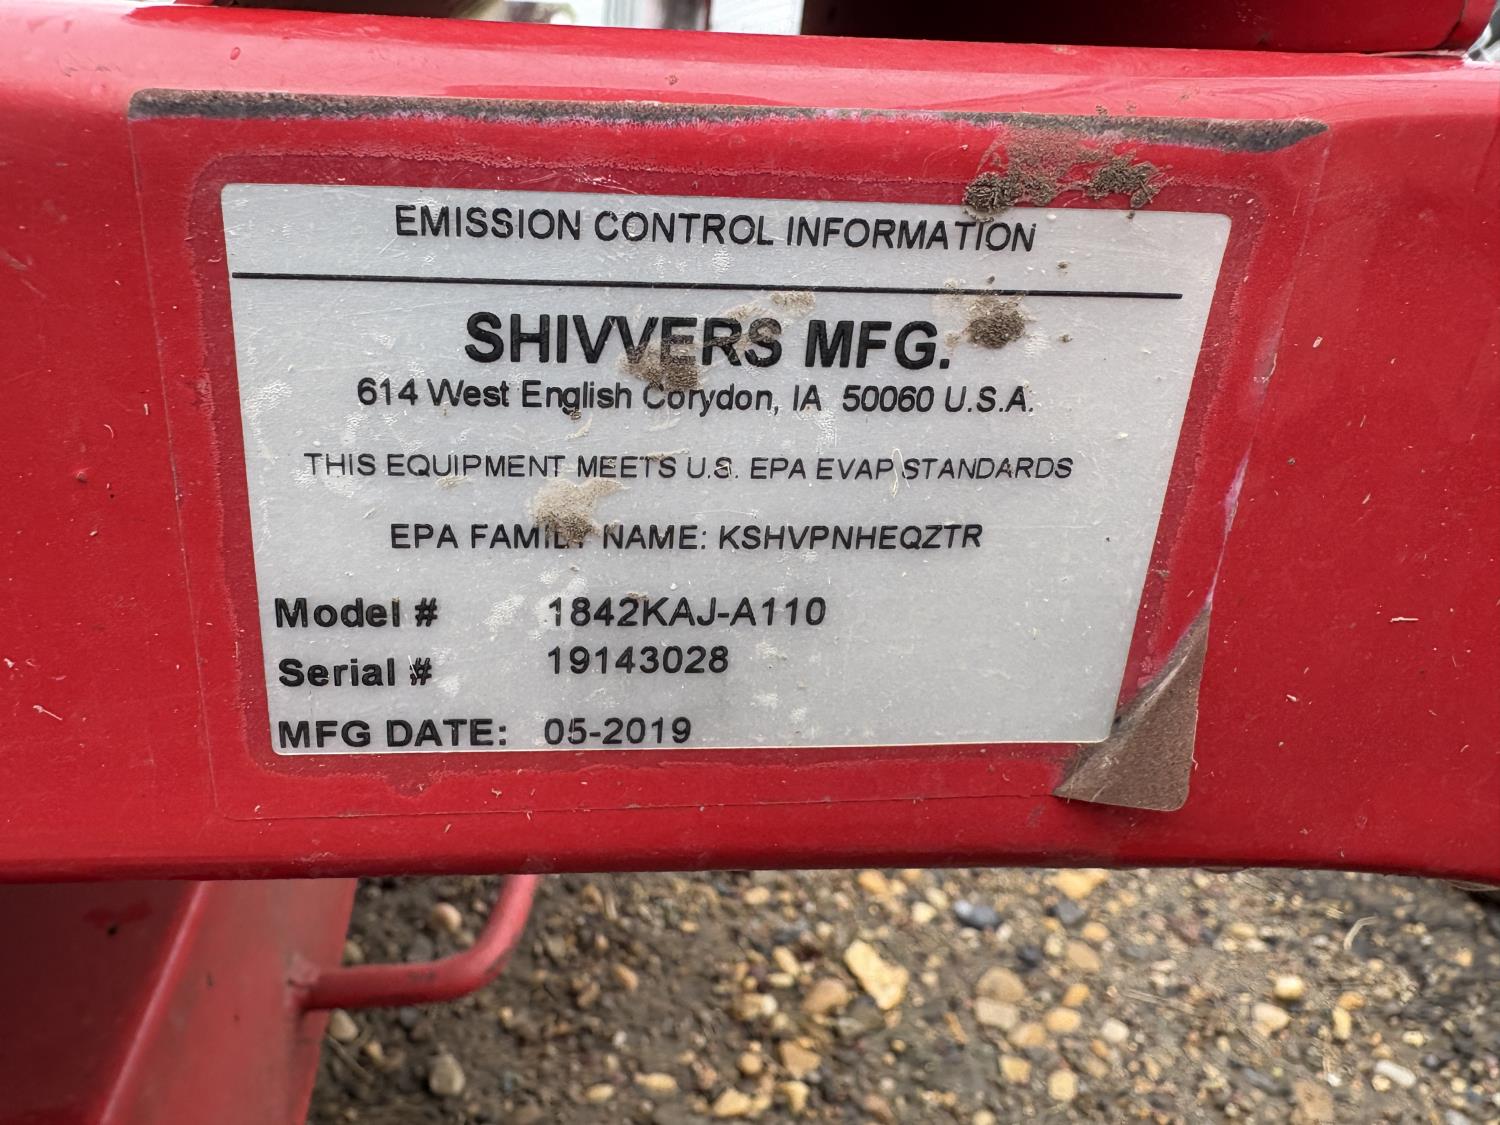 EMISSION CONTROL INFORMATION
SHIVVERS MFG.
614 West English Corydon, IA 50060 U.S.A.
THIS EQUIPMENT MEETS U.S. EPA EVAP STANDARDS
EPA FAMILY NAME: KSHVPNHEQZTR
Model # 1842KAJ-A110
Serial # 19143028
MFG DATE: 05-2019